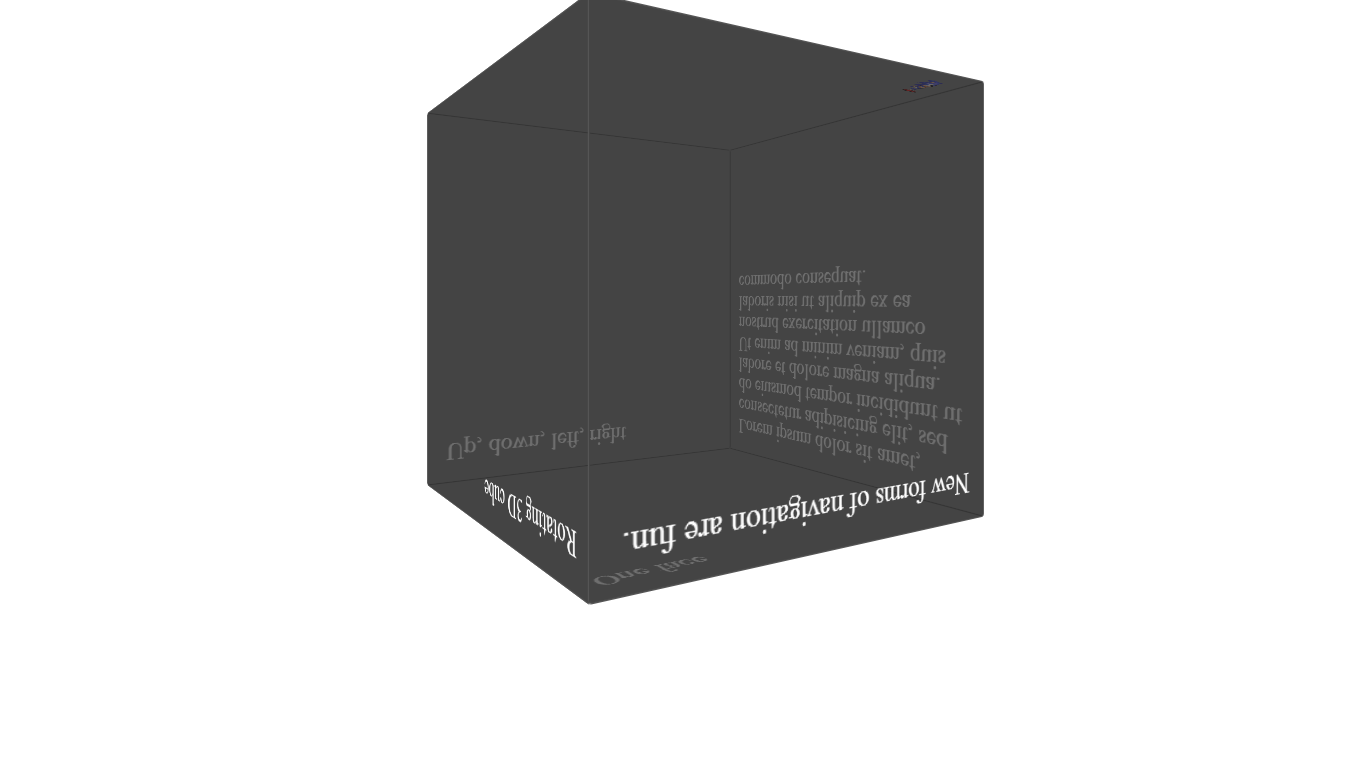 Lorem ipsum dolor sit amet,
consectetur adipisicing elit, sed
do eiusmod tempor incididunt ut
labore et dolore magna aliqua.
Ut enim ad minim veniam, quis
nostrud exercitation ullamco
laboris nisi ut aliquip ex ea
commodo consequat.
Up, down, left, right
Rotating 3D cube
New forms of navigation are fun.
One face